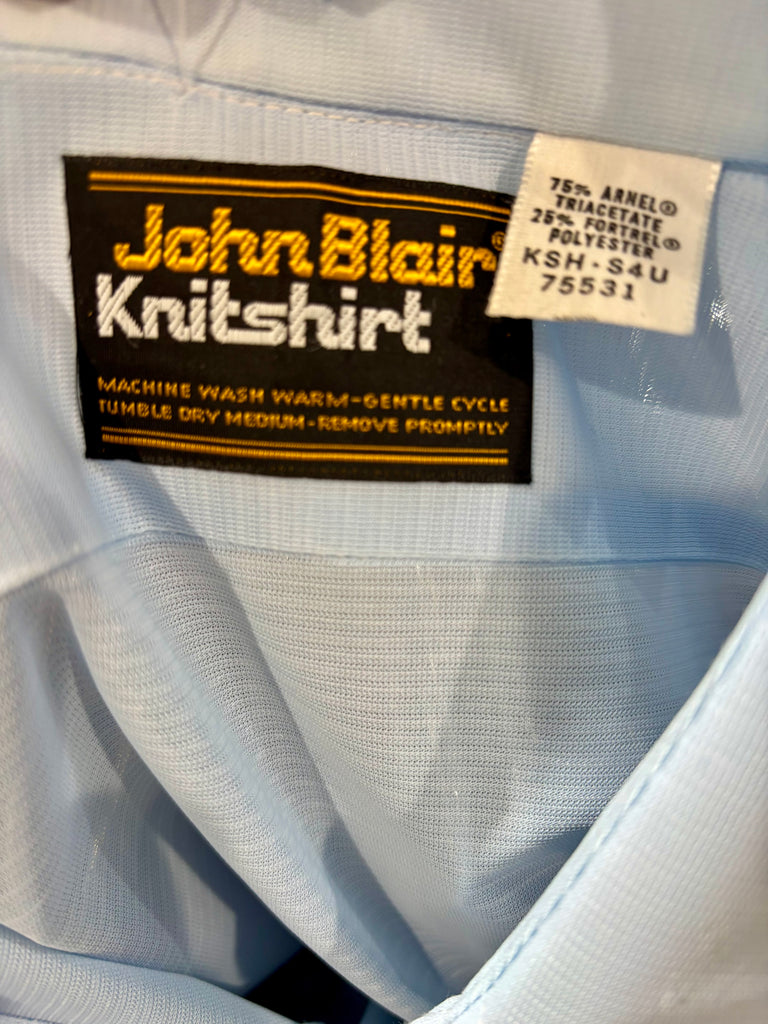 John Blair®
Knitshirt
MACHINE WASH WARM-GENTLE CYCLE
TUMBLE DRY MEDIUM-REMOVE PROMPTLY
75% ARNEL®
TRIACETATE
25% FORTREL®
POLYESTER
KSH-S4U
75531